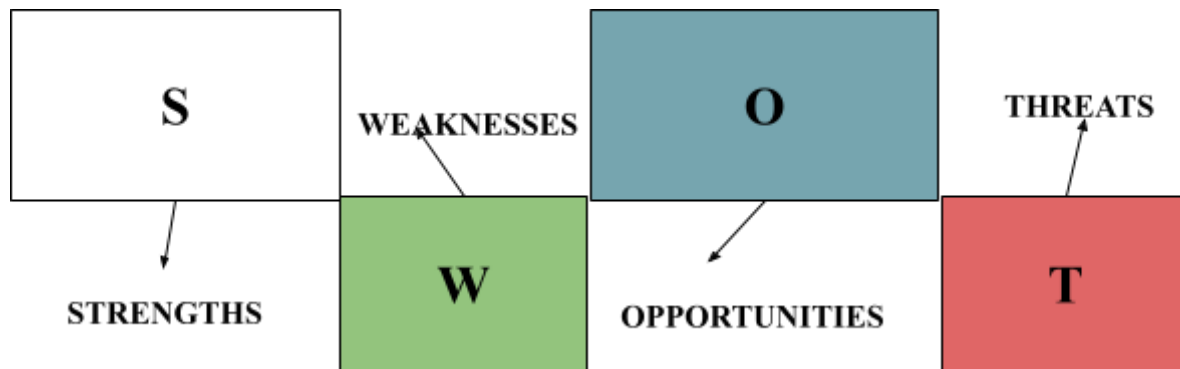 S
WEAKNESSES
O
THREATS
STRENGTHS
W
OPPORTUNITIES
T